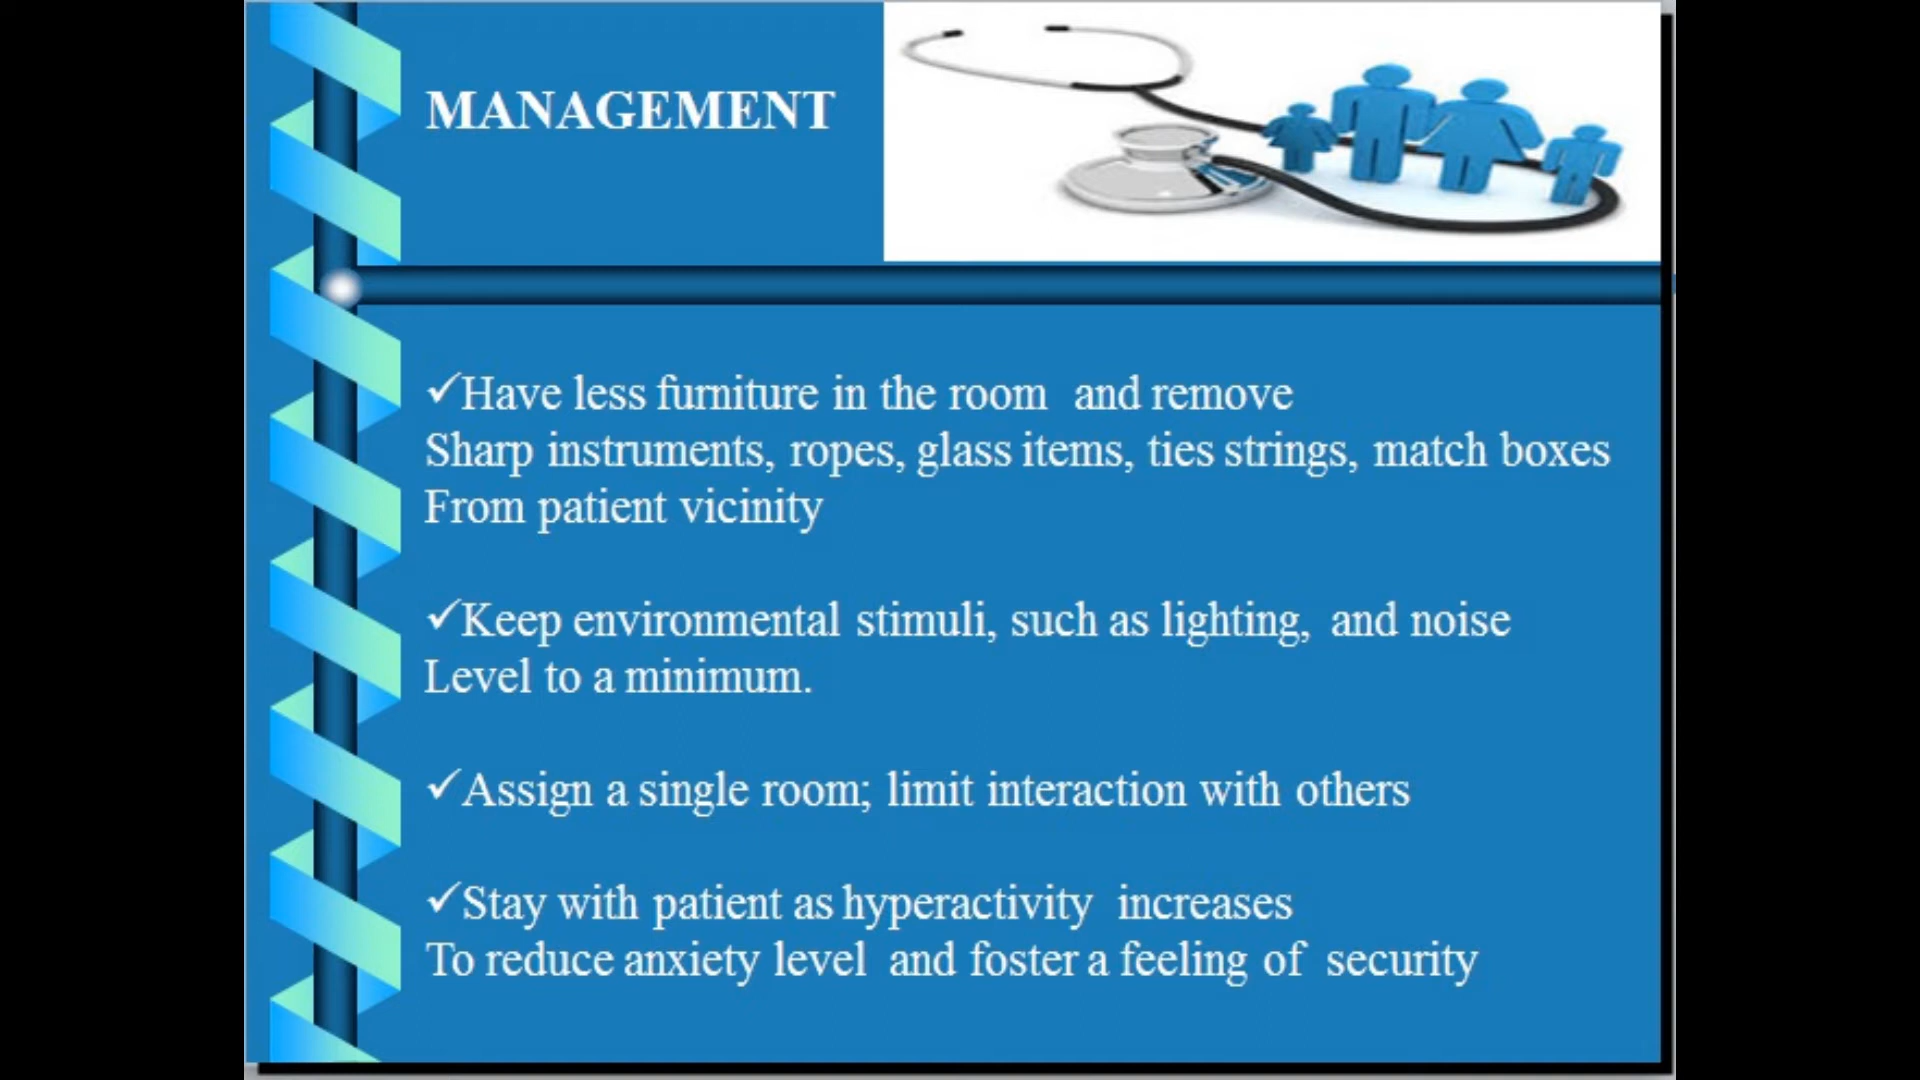 MANAGEMENT
✓Have less furniture in the room and remove
Sharp instruments, ropes, glass items, ties strings, match boxes
From patient vicinity
✓Keep environmental stimuli, such as lighting, and noise
Level to a minimum.
✓Assign a single room; limit interaction with others
✓Stay with patient as hyperactivity increases
To reduce anxiety level and foster a feeling of security